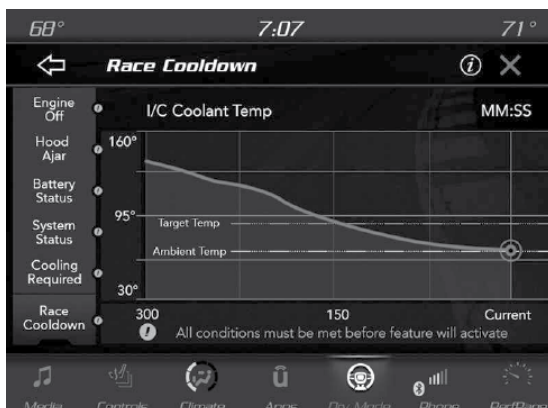 68°
7:07
71°
Race Cooldown
Engine
Off
Hood
Ajar
Battery
Status
System
Status
Cooling
Required
Race
Cooldown
I/C Coolant Temp
MM:SS
160°
95°
30°
Target Temp
Ambient Temp
300
150
Current
All conditions must be met before feature will activate
Media
Controls
Climate
Apps
Phone